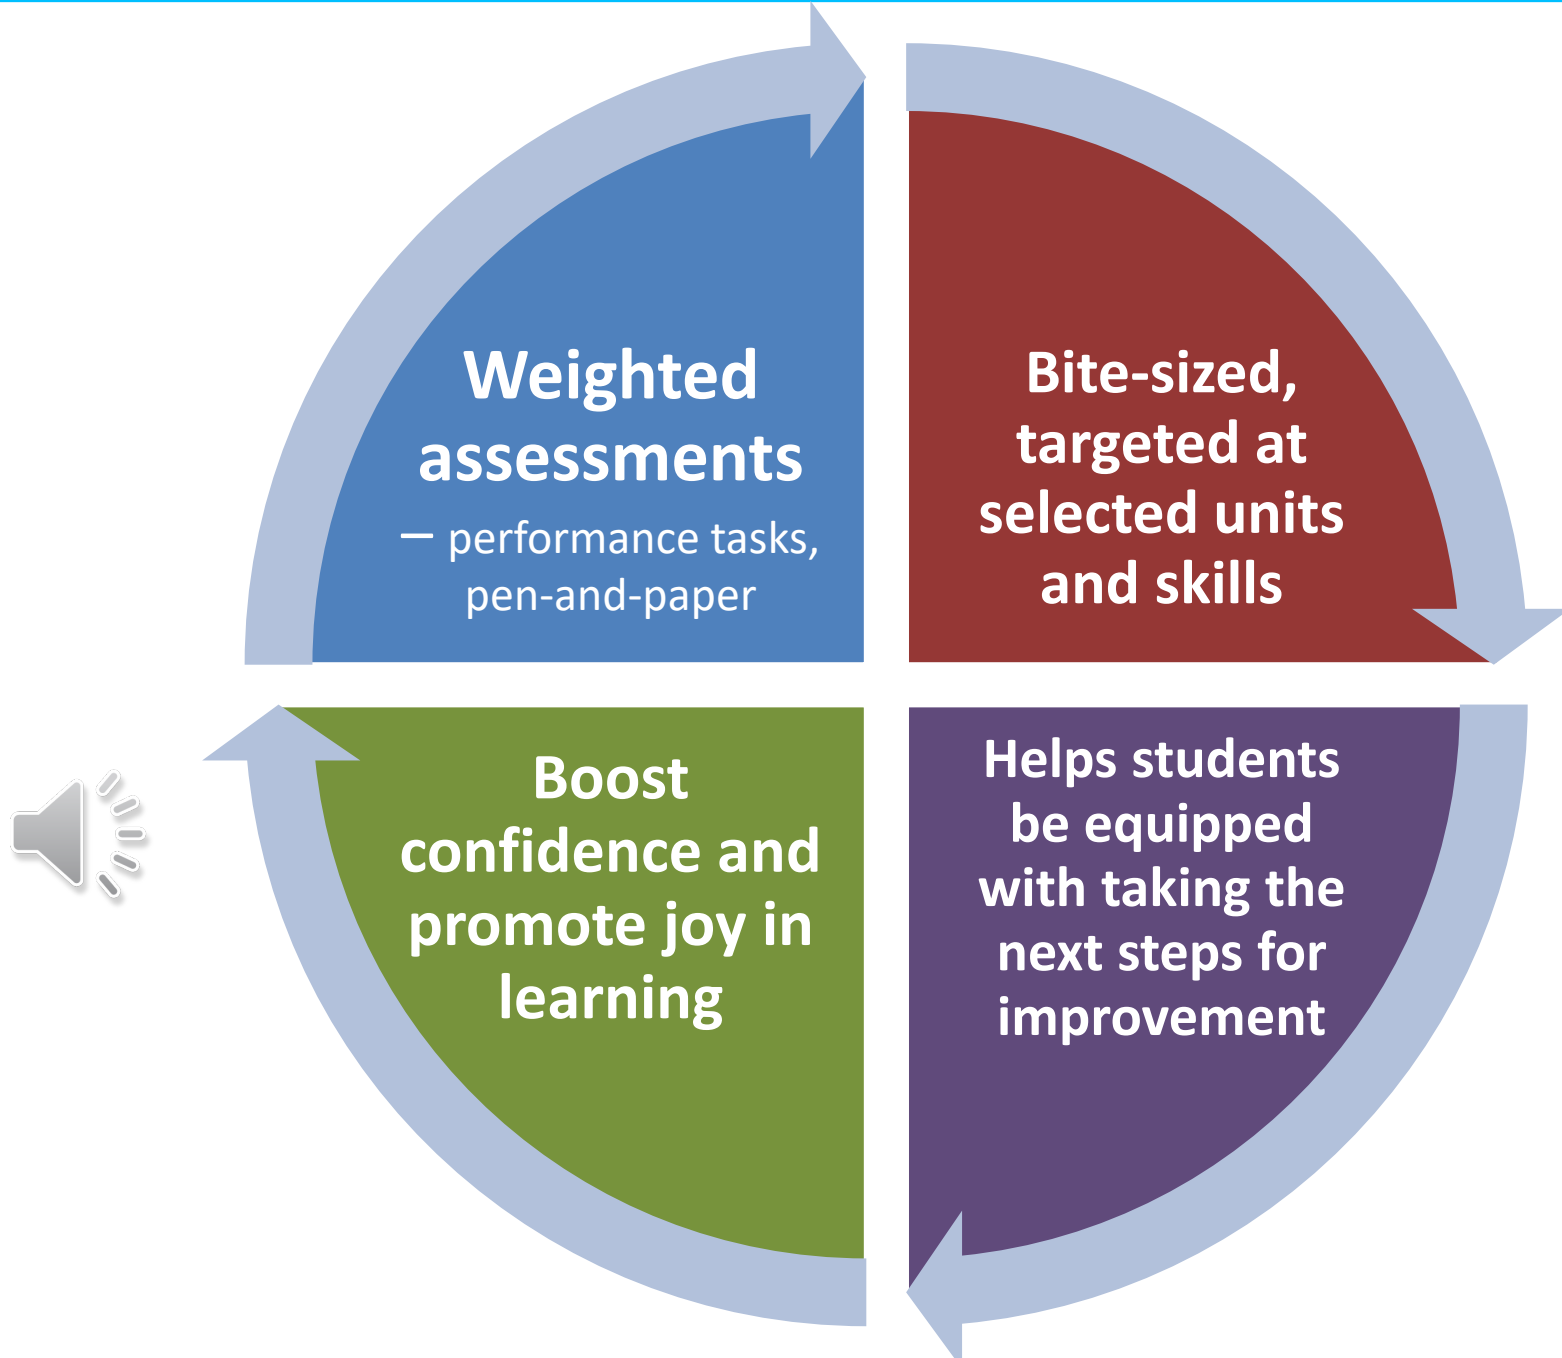 Weighted
assessments
– performance tasks,
pen-and-paper
Bite-sized,
targeted at
selected units
and skills
Helps students
be equipped
with taking the
next steps for
improvement
Boost
confidence and
promote joy in
learning